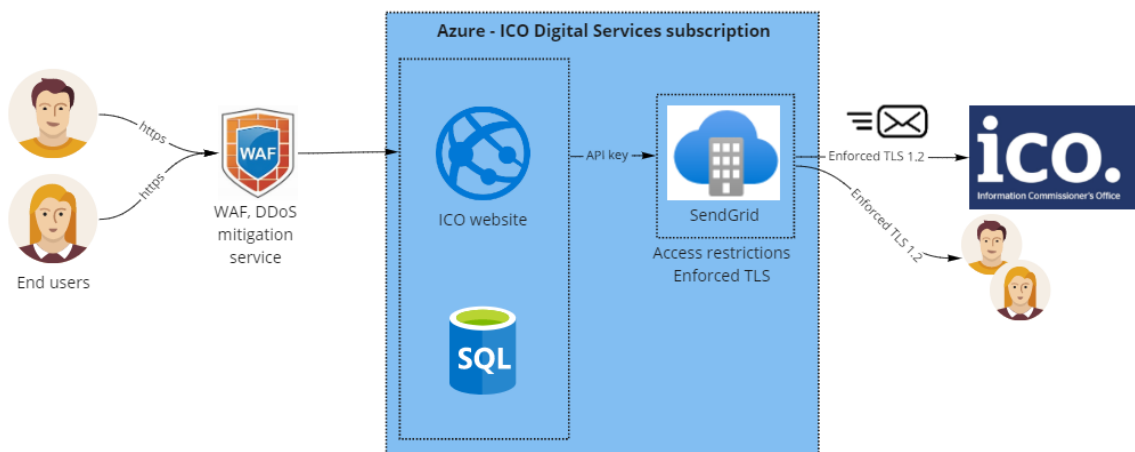 Azure - ICO Digital Services subscription
https
https
WAF
WAF, DDoS
mitigation
service
End users
ICO website
SQL
API key
SendGrid
Access restrictions
Enforced TLS
Enforced TLS 1.2
Enforced TLS 1.2
ico.
Information Commissioner's Office